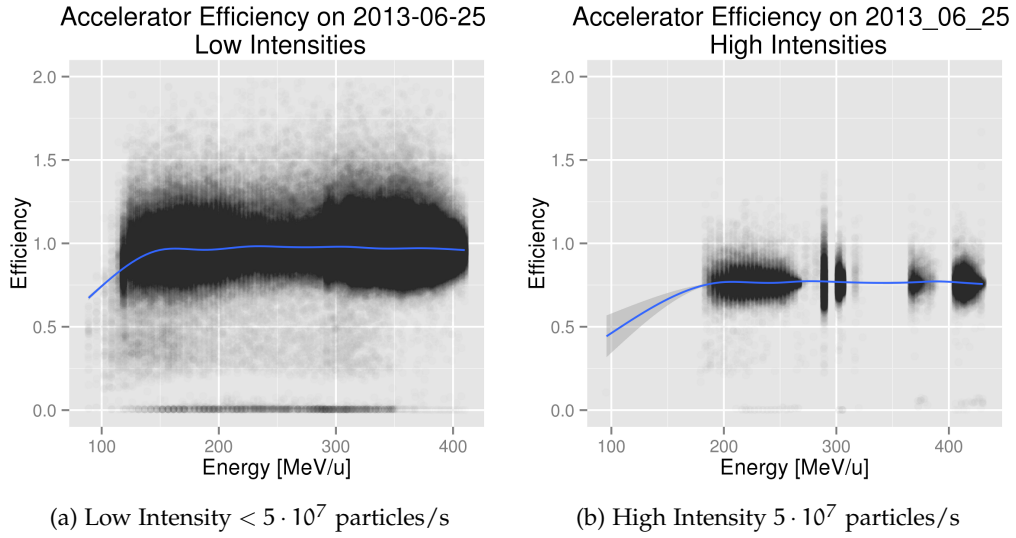 Accelerator Efficiency on 2013-06-25
Low Intensities
2.0
1.5
1.0
0.5
0.0
Efficiency
100 200 300 400
Energy [MeV/u]
(a) Low Intensity < 5 · 10⁷ particles/s
Accelerator Efficiency on 2013_06_25
High Intensities
2.0
1.5
1.0
0.5
0.0
Efficiency
100 200 300 400
Energy [MeV/u]
(b) High Intensity 5 · 10⁷ particles/s